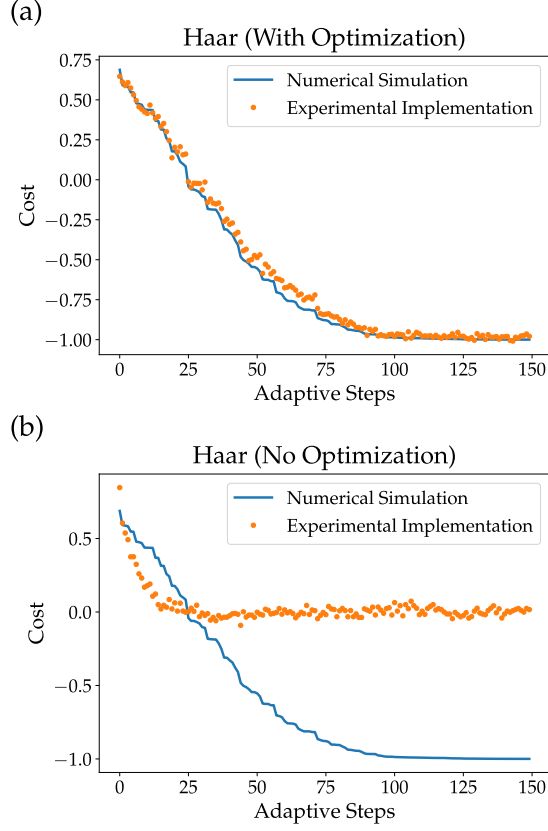 (a)
Haar (With Optimization)
Numerical Simulation
Experimental Implementation
0.75
0.50
0.25
0.00
−0.25
−0.50
−0.75
−1.00
Cost
0 25 50 75 100 125 150
Adaptive Steps
(b)
Haar (No Optimization)
Numerical Simulation
Experimental Implementation
0.5
0.0
−0.5
−1.0
Cost
0 25 50 75 100 125 150
Adaptive Steps